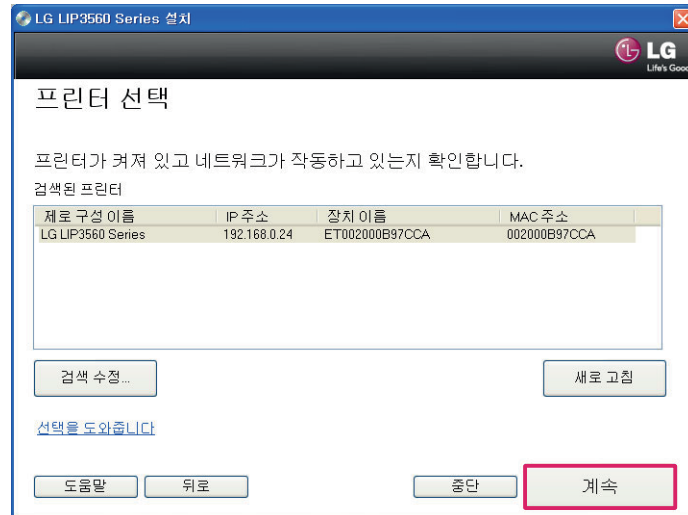 LG LIP3560 Series 설치
LG
Life's Good
프린터 선택
프린터가 켜져 있고 네트워크가 작동하고 있는지 확인합니다.
검색된 프린터
제로 구성 이름 IP 주소 장치 이름 MAC 주소
LG LIP3560 Series 192.168.0.24 ET002000B97CCA 002000B97CCA
검색 수정... 새로 고침
선택을 도와줍니다
도움말 뒤로 중단 계속